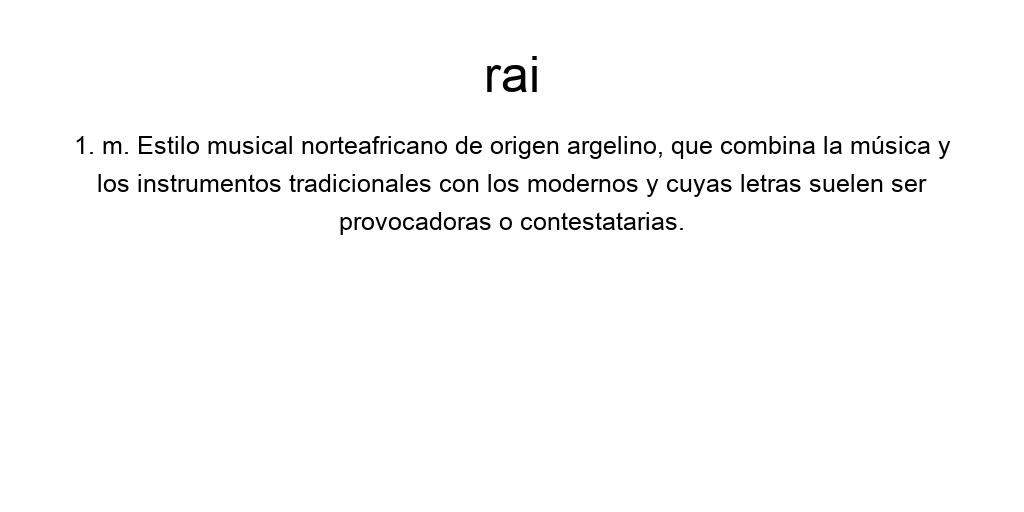 rai
1. m. Estilo musical norteafricano de origen argelino, que combina la música y
los instrumentos tradicionales con los modernos y cuyas letras suelen ser
provocadoras o contestatarias.